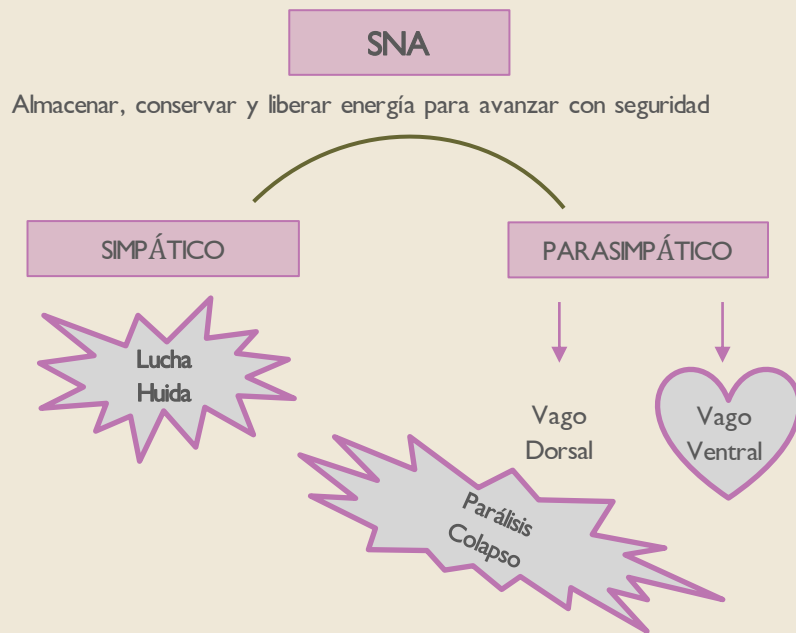 SNA
Almacenar, conservar y liberar energía para avanzar con seguridad
SIMPÁTICO
PARASIMPÁTICO
Lucha
Huida
Vago
Dorsal
Vago
Ventral
Parálisis
Colapso